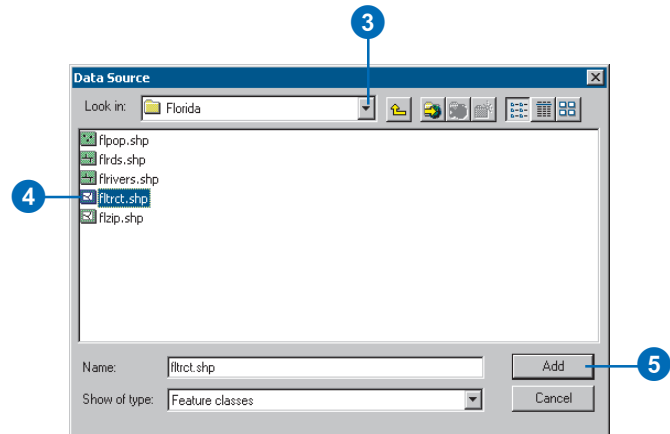 3
Data Source
Look in: Florida
flpop.shp
flrds.shp
flrivers.shp
4
fltrct.shp
flzip.shp
Name: fltrct.shp
Add
5
Show of type: Feature classes
Cancel